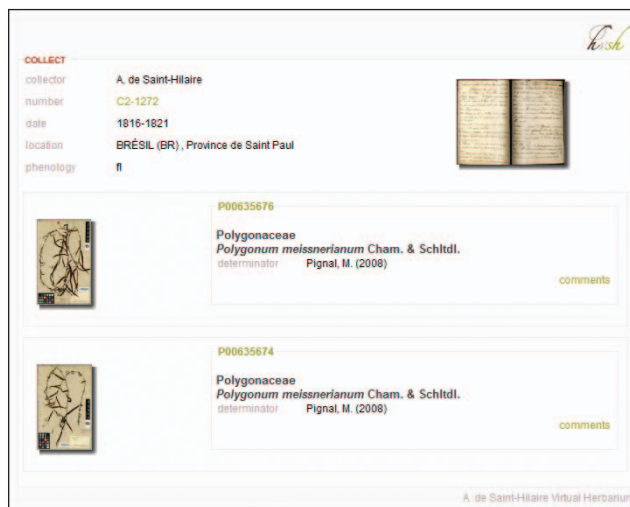 COLLECT
collector A. de Saint-Hilaire
number C2-1272
date 1816-1821
location BRÉSIL (BR) , Province de Saint Paul
phenology fl
P00635676
Polygonaceae
Polygonum meissnerianum Cham. & Schltdl.
determinator Pignal, M. (2008)
comments
P00635674
Polygonaceae
Polygonum meissnerianum Cham. & Schltdl.
determinator Pignal, M. (2008)
comments
A. de Saint-Hilaire Virtual Herbarium